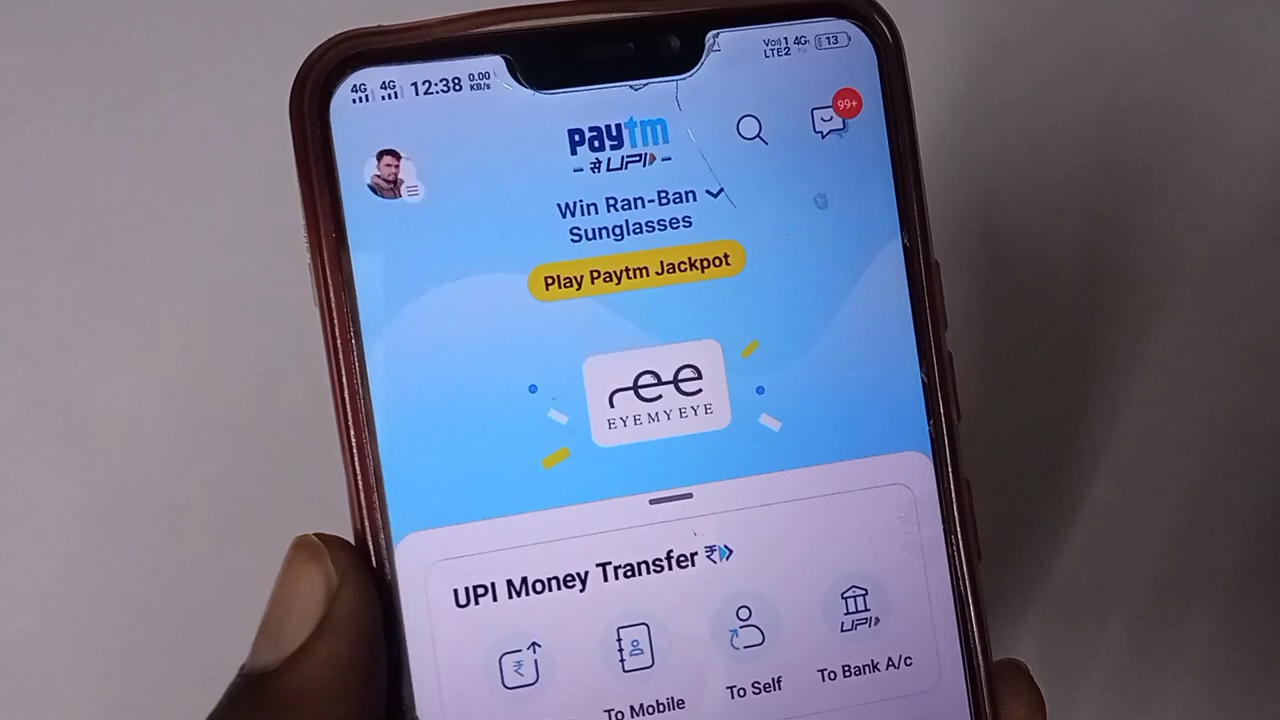 4G 4G 12:38 0.00 KB/s
Vo)) 1 4G
LTE2
13
99+
paytm
से UPI
Win Ran-Ban
Sunglasses
Play Paytm Jackpot
EYEMYEYE
UPI Money Transfer ₹
₹
UPI
To Mobile
To Self
To Bank A/c